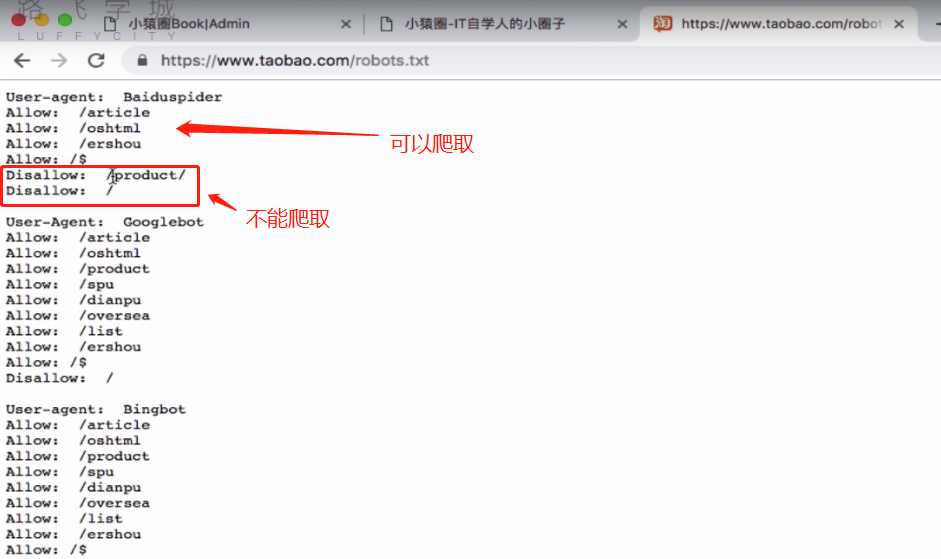 路飞学城
LUFFYCITY
小猿圈Book|Admin
小猿圈-IT自学人的小圈子
淘
https://www.taobao.com/robot
https://www.taobao.com/robots.txt
User-agent:  Baiduspider
Allow:  /article
Allow:  /oshtml
Allow:  /ershou
Allow: /$
Disallow:  /product/
Disallow:  /
可以爬取
不能爬取
User-Agent:  Googlebot
Allow:  /article
Allow:  /oshtml
Allow:  /product
Allow:  /spu
Allow:  /dianpu
Allow:  /oversea
Allow:  /list
Allow:  /ershou
Allow: /$
Disallow:  /
User-agent:  Bingbot
Allow:  /article
Allow:  /oshtml
Allow:  /product
Allow:  /spu
Allow:  /dianpu
Allow:  /oversea
Allow:  /list
Allow:  /ershou
Allow: /$